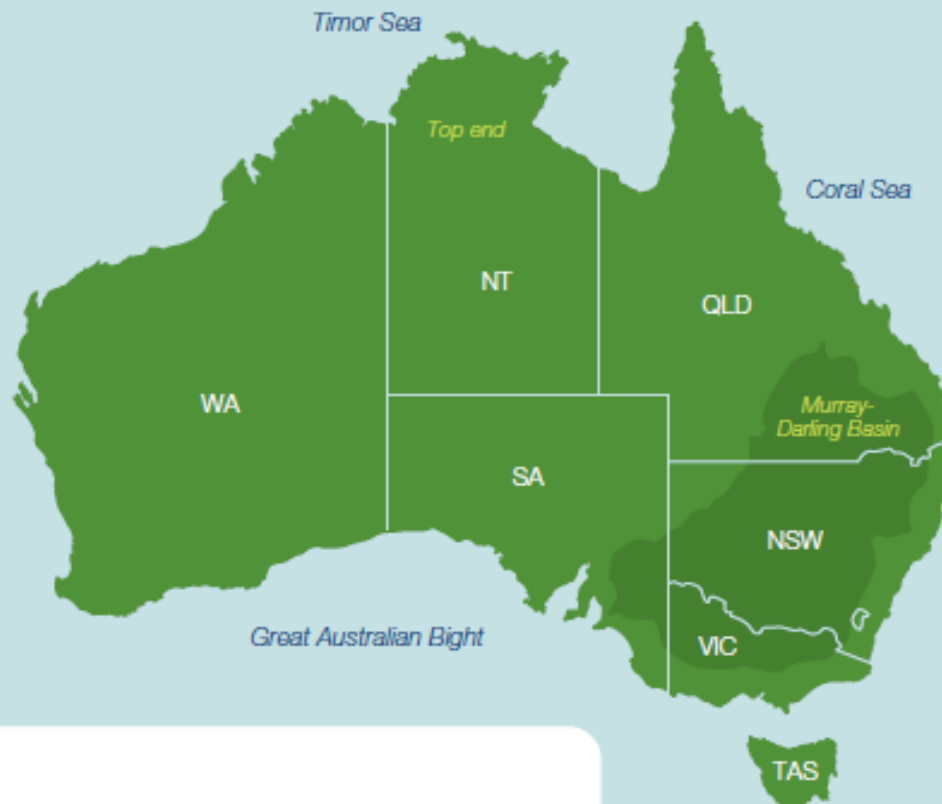 Timor Sea
Top end
Coral Sea
NT
QLD
WA
Murray-
Darling Basin
SA
NSW
Great Australian Bight
VIC
TAS